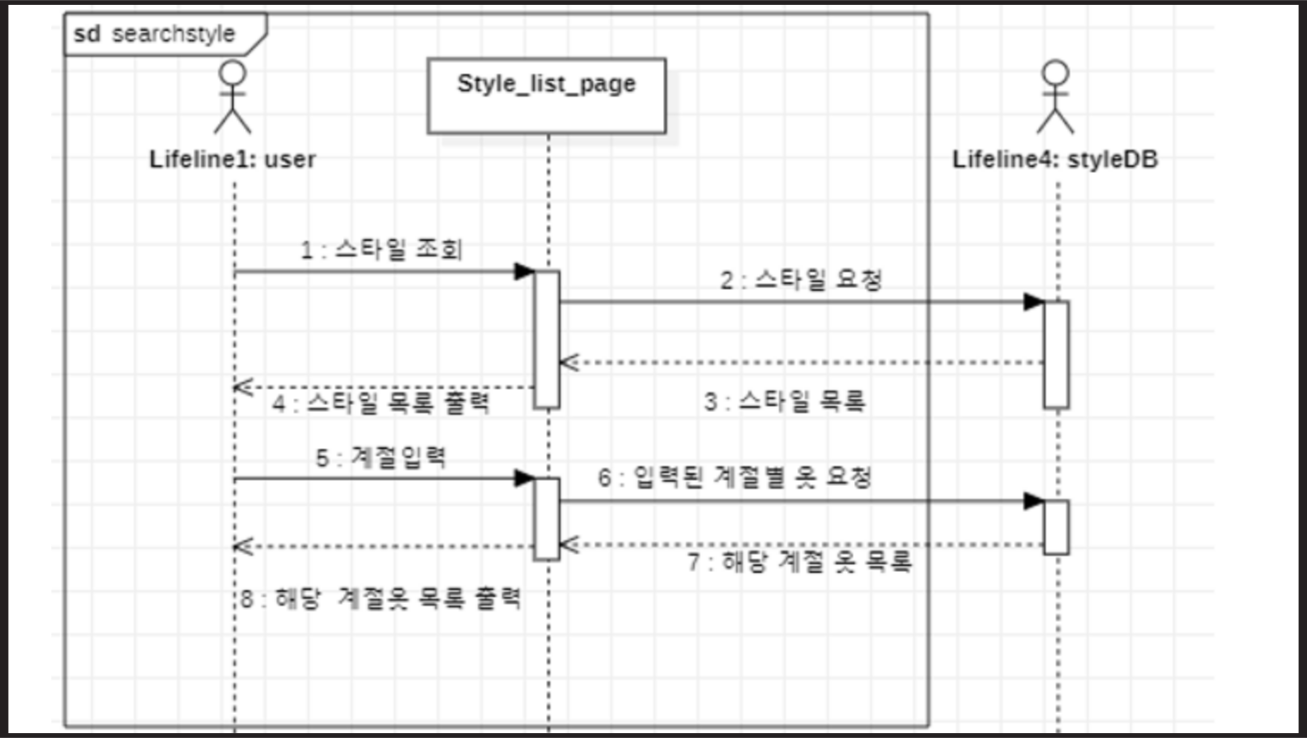 sd searchstyle
Style_list_page
Lifeline1: user
Lifeline4: styleDB
1 : 스타일 조회
2 : 스타일 요청
3 : 스타일 목록
4 : 스타일 목록 출력
5 : 계절입력
6 : 입력된 계절별 옷 요청
7 : 해당 계절 옷 목록
8 : 해당 계절옷 목록 출력